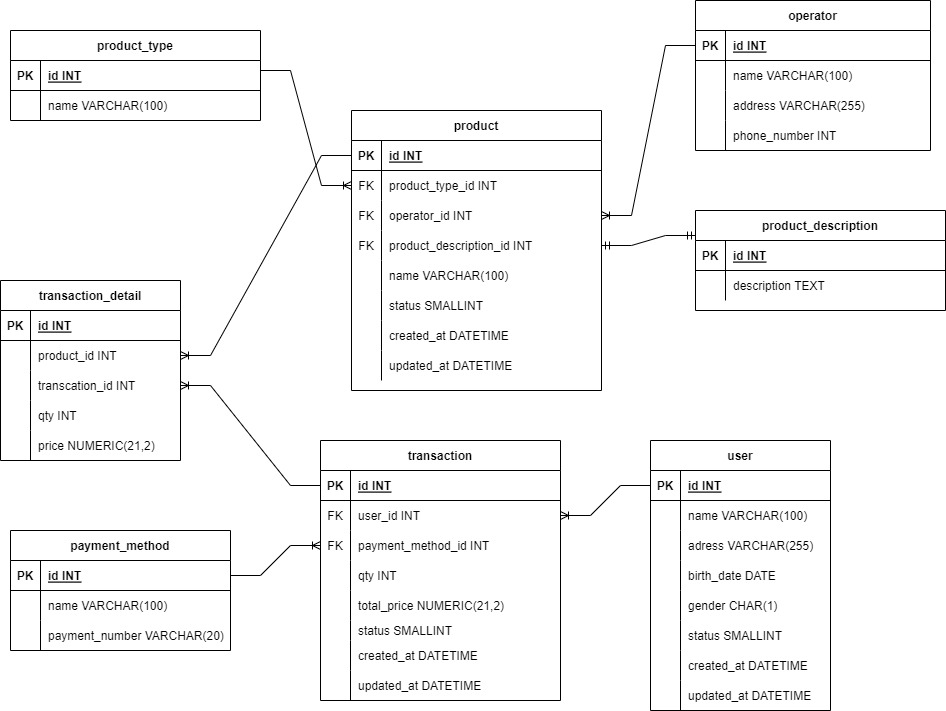 product_type
PK id INT
name VARCHAR(100)
operator
PK id INT
name VARCHAR(100)
address VARCHAR(255)
phone_number INT
product
PK id INT
FK product_type_id INT
FK operator_id INT
FK product_description_id INT
name VARCHAR(100)
status SMALLINT
created_at DATETIME
updated_at DATETIME
product_description
PK id INT
description TEXT
transaction_detail
PK id INT
product_id INT
transcation_id INT
qty INT
price NUMERIC(21,2)
transaction
PK id INT
FK user_id INT
FK payment_method_id INT
qty INT
total_price NUMERIC(21,2)
status SMALLINT
created_at DATETIME
updated_at DATETIME
user
PK id INT
name VARCHAR(100)
adress VARCHAR(255)
birth_date DATE
gender CHAR(1)
status SMALLINT
created_at DATETIME
updated_at DATETIME
payment_method
PK id INT
name VARCHAR(100)
payment_number VARCHAR(20)